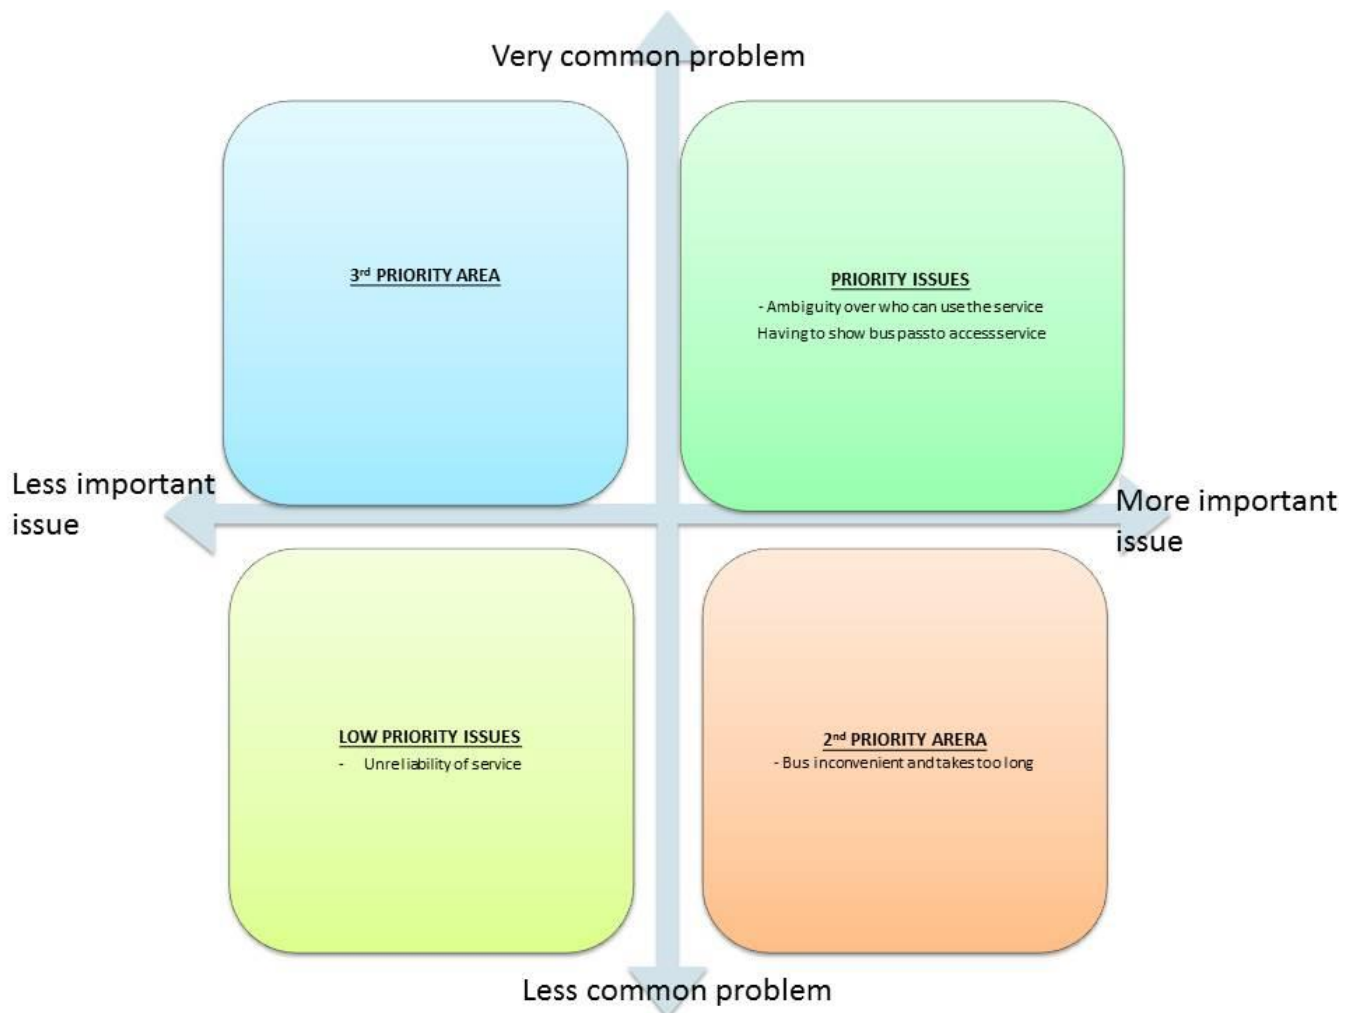 Very common problem
3rd PRIORITY AREA
PRIORITY ISSUES
- Ambiguity over who can use the service
Having to show bus pass to access service
Less important
issue
More important
issue
LOW PRIORITY ISSUES
- Unreliability of service
2nd PRIORITY ARERA
- Bus inconvenient and takes too long
Less common problem